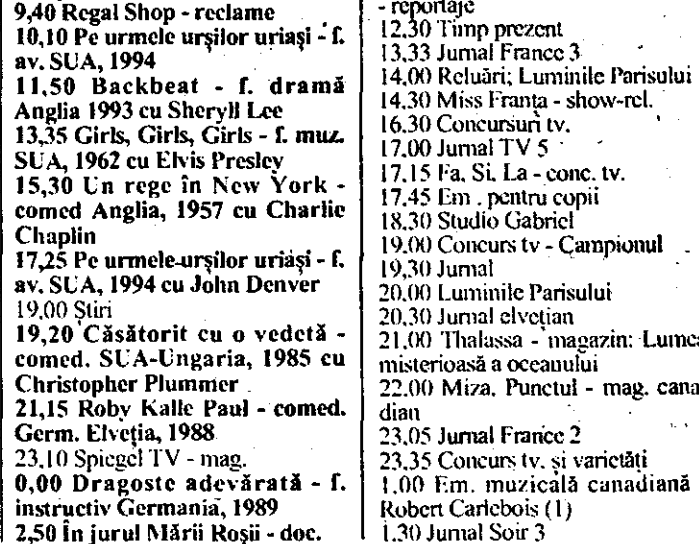 9,40 Regal Shop - reclame
10,10 Pe urmele urşilor uriaşi - f.
av. SUA, 1994
11,50 Backbeat - f. dramă
Anglia 1993 cu Sheryll Lee
13,35 Girls, Girls, Girls - f. muz.
SUA, 1962 cu Elvis Presley
15,30 Un rege în New York -
comed Anglia, 1957 cu Charlie
Chaplin
17,25 Pe urmele urşilor uriaşi - f.
av. SUA, 1994 cu John Denver
19,00 Ştiri
19,20 Căsătorit cu o vedetă -
comed. SUA-Ungaria, 1985 cu
Christopher Plummer
21,15 Roby Kalle Paul - comed.
Germ. Elveţia, 1988
23,10 Spiegel TV - mag.
0,00 Dragoste adevărată - f.
instructiv Germania, 1989
2,50 În jurul Mării Roşii - doc.
- reportaje
12.30 Timp prezent
13.33 Jurnal France 3
14.00 Reluări; Luminile Parisului
14.30 Miss Franţa - show-rel.
16.30 Concursuri tv.
17.00 Jurnal TV 5
17.15 Fa, Si, La - conc. tv.
17.45 Em . pentru copii
18.30 Studio Gabriel
19.00 Concurs tv - Campionul
19,30 Jurnal
20.00 Luminile Parisului
20.30 Jurnal elveţian
21.00 Thalassa - magazin: Lumea
misterioasă a oceanului
22.00 Miza, Punctul - mag. cana
dian
23.05 Jurnal France 2
23.35 Concurs tv. şi varietăţi
1.00 Em. muzicală canadiană
Robert Carlebois (1)
1.30 Jurnal Soir 3